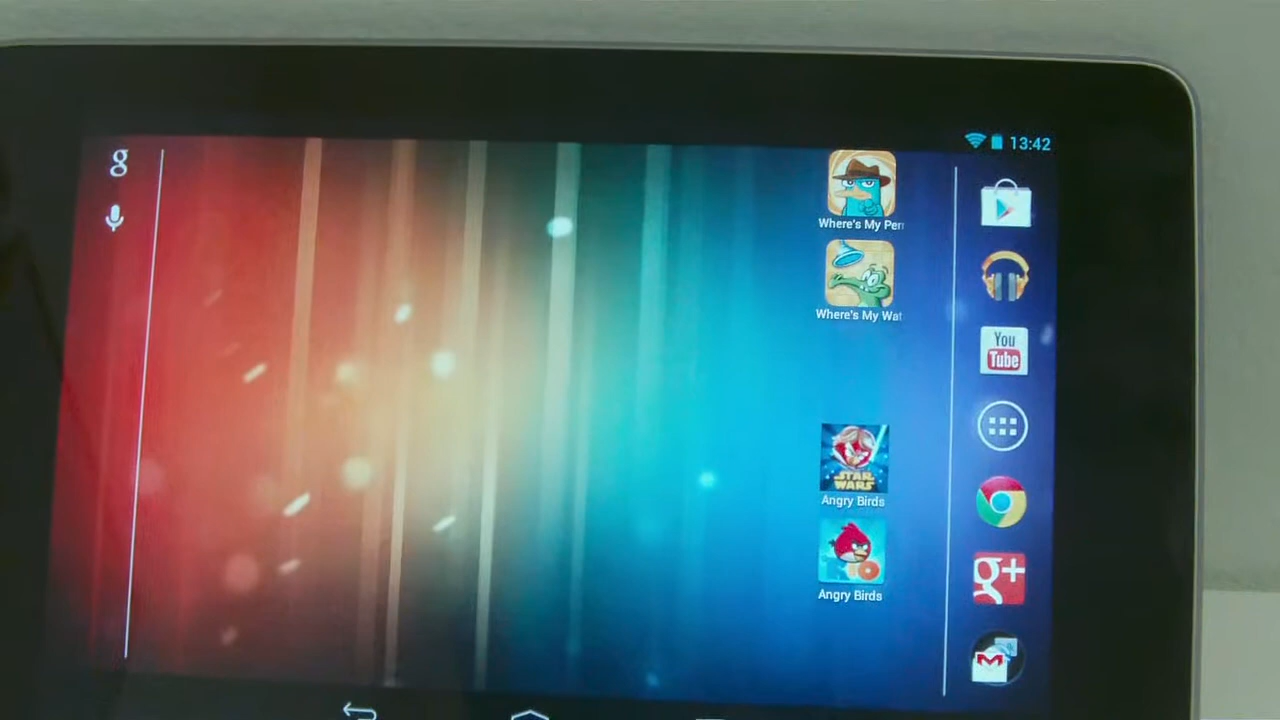 g
13:42
Where's My Per
Where's My Wat
You
Tube
STAR
WARS
Angry Birds
Angry Birds
g+